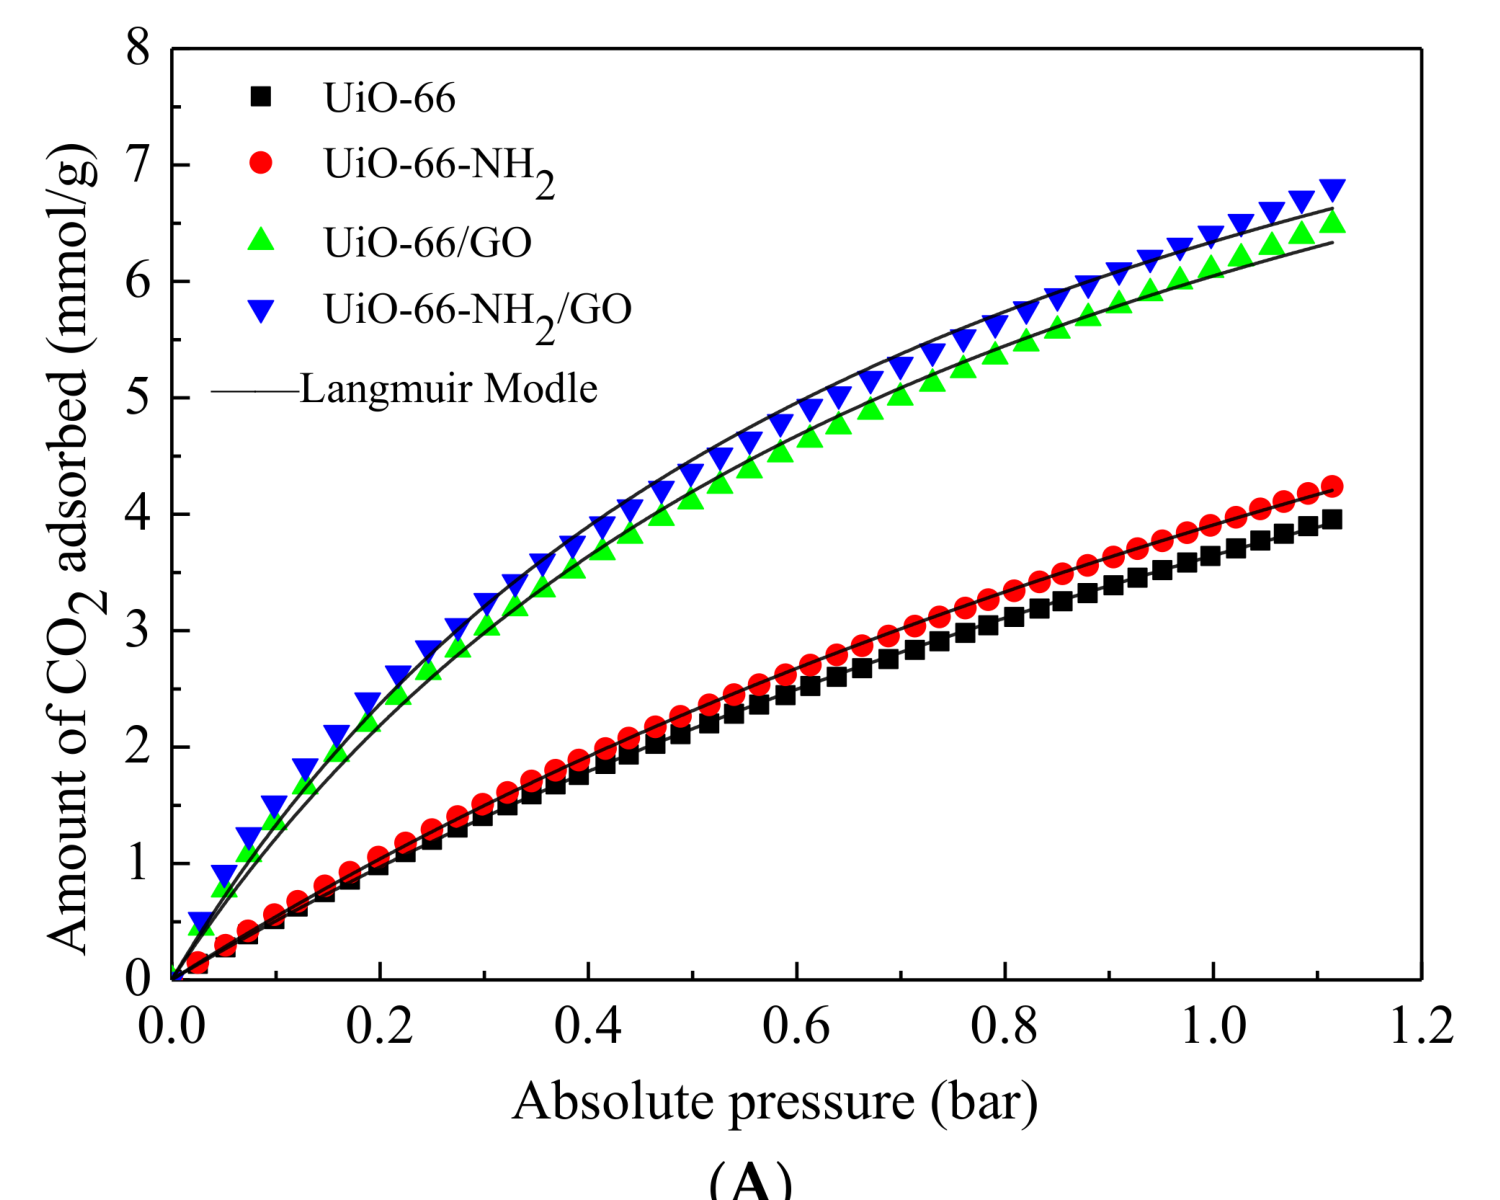 8
7
6
5
4
3
2
1
0
Amount of CO2 adsorbed (mmol/g)
UiO-66
UiO-66-NH2
UiO-66/GO
UiO-66-NH2/GO
Langmuir Modle
0.0 0.2 0.4 0.6 0.8 1.0 1.2
Absolute pressure (bar)
(A)